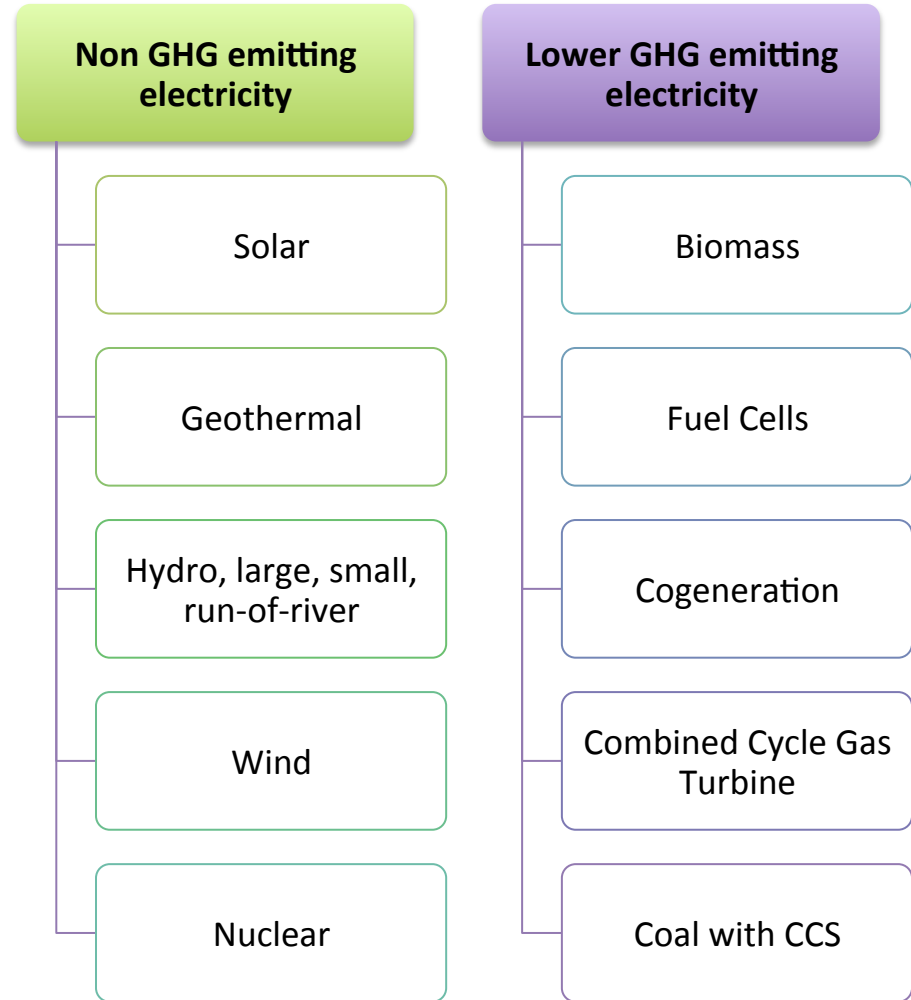 Non GHG emitting
electricity
Solar
Geothermal
Hydro, large, small,
run-of-river
Wind
Nuclear
Lower GHG emitting
electricity
Biomass
Fuel Cells
Cogeneration
Combined Cycle Gas
Turbine
Coal with CCS